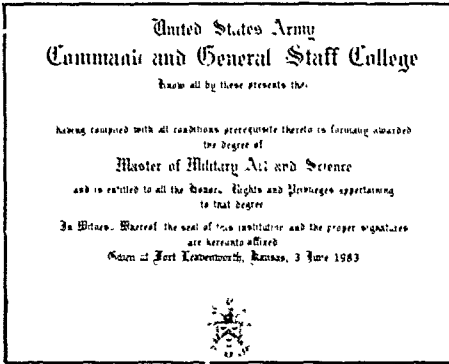 United States Army
Command and General Staff College
Know all by these presents that
having complied with all conditions prerequisite thereto is formally awarded
the degree of
Master of Military Art and Science
and is entitled to all the Honors, Rights and Privileges appertaining
to that degree
In Witness Whereof the seal of this institution and the proper signatures
are hereunto affixed
Given at Fort Leavenworth, Kansas, 3 June 1983